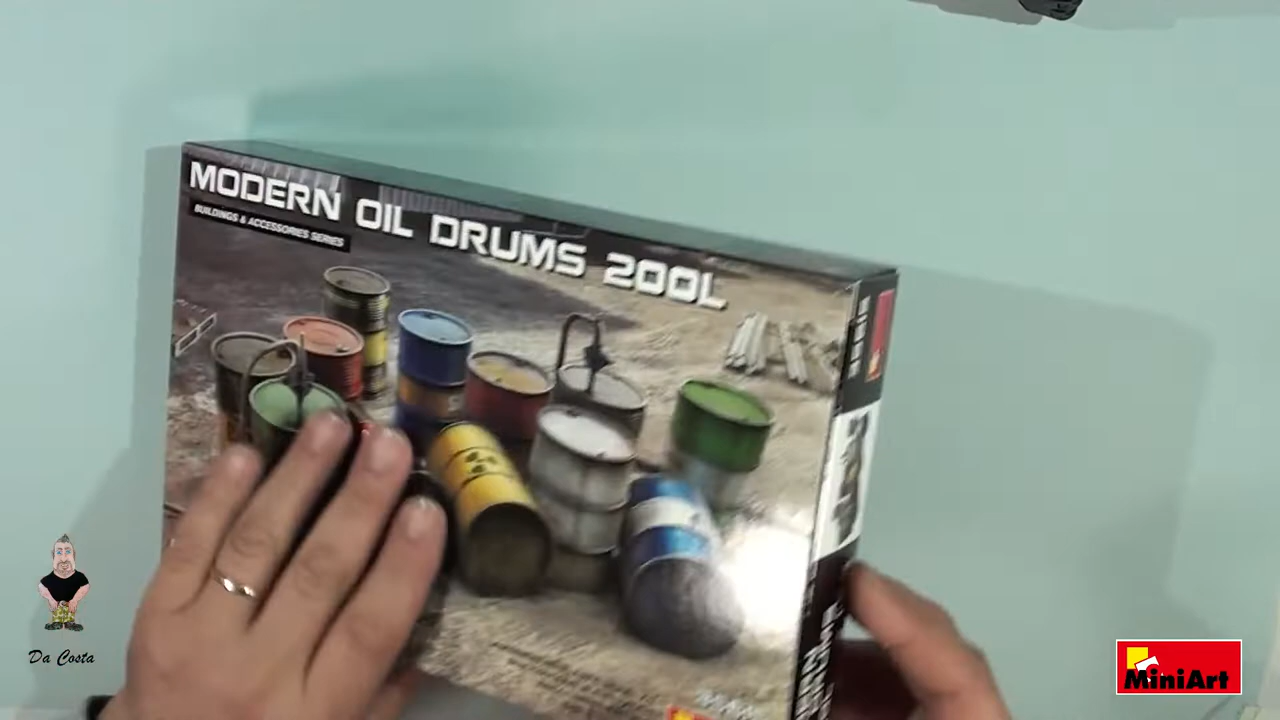 MODERN OIL DRUMS 200L
BUILDINGS & ACCESSORIES SERIES
Da Costa
MiniArt